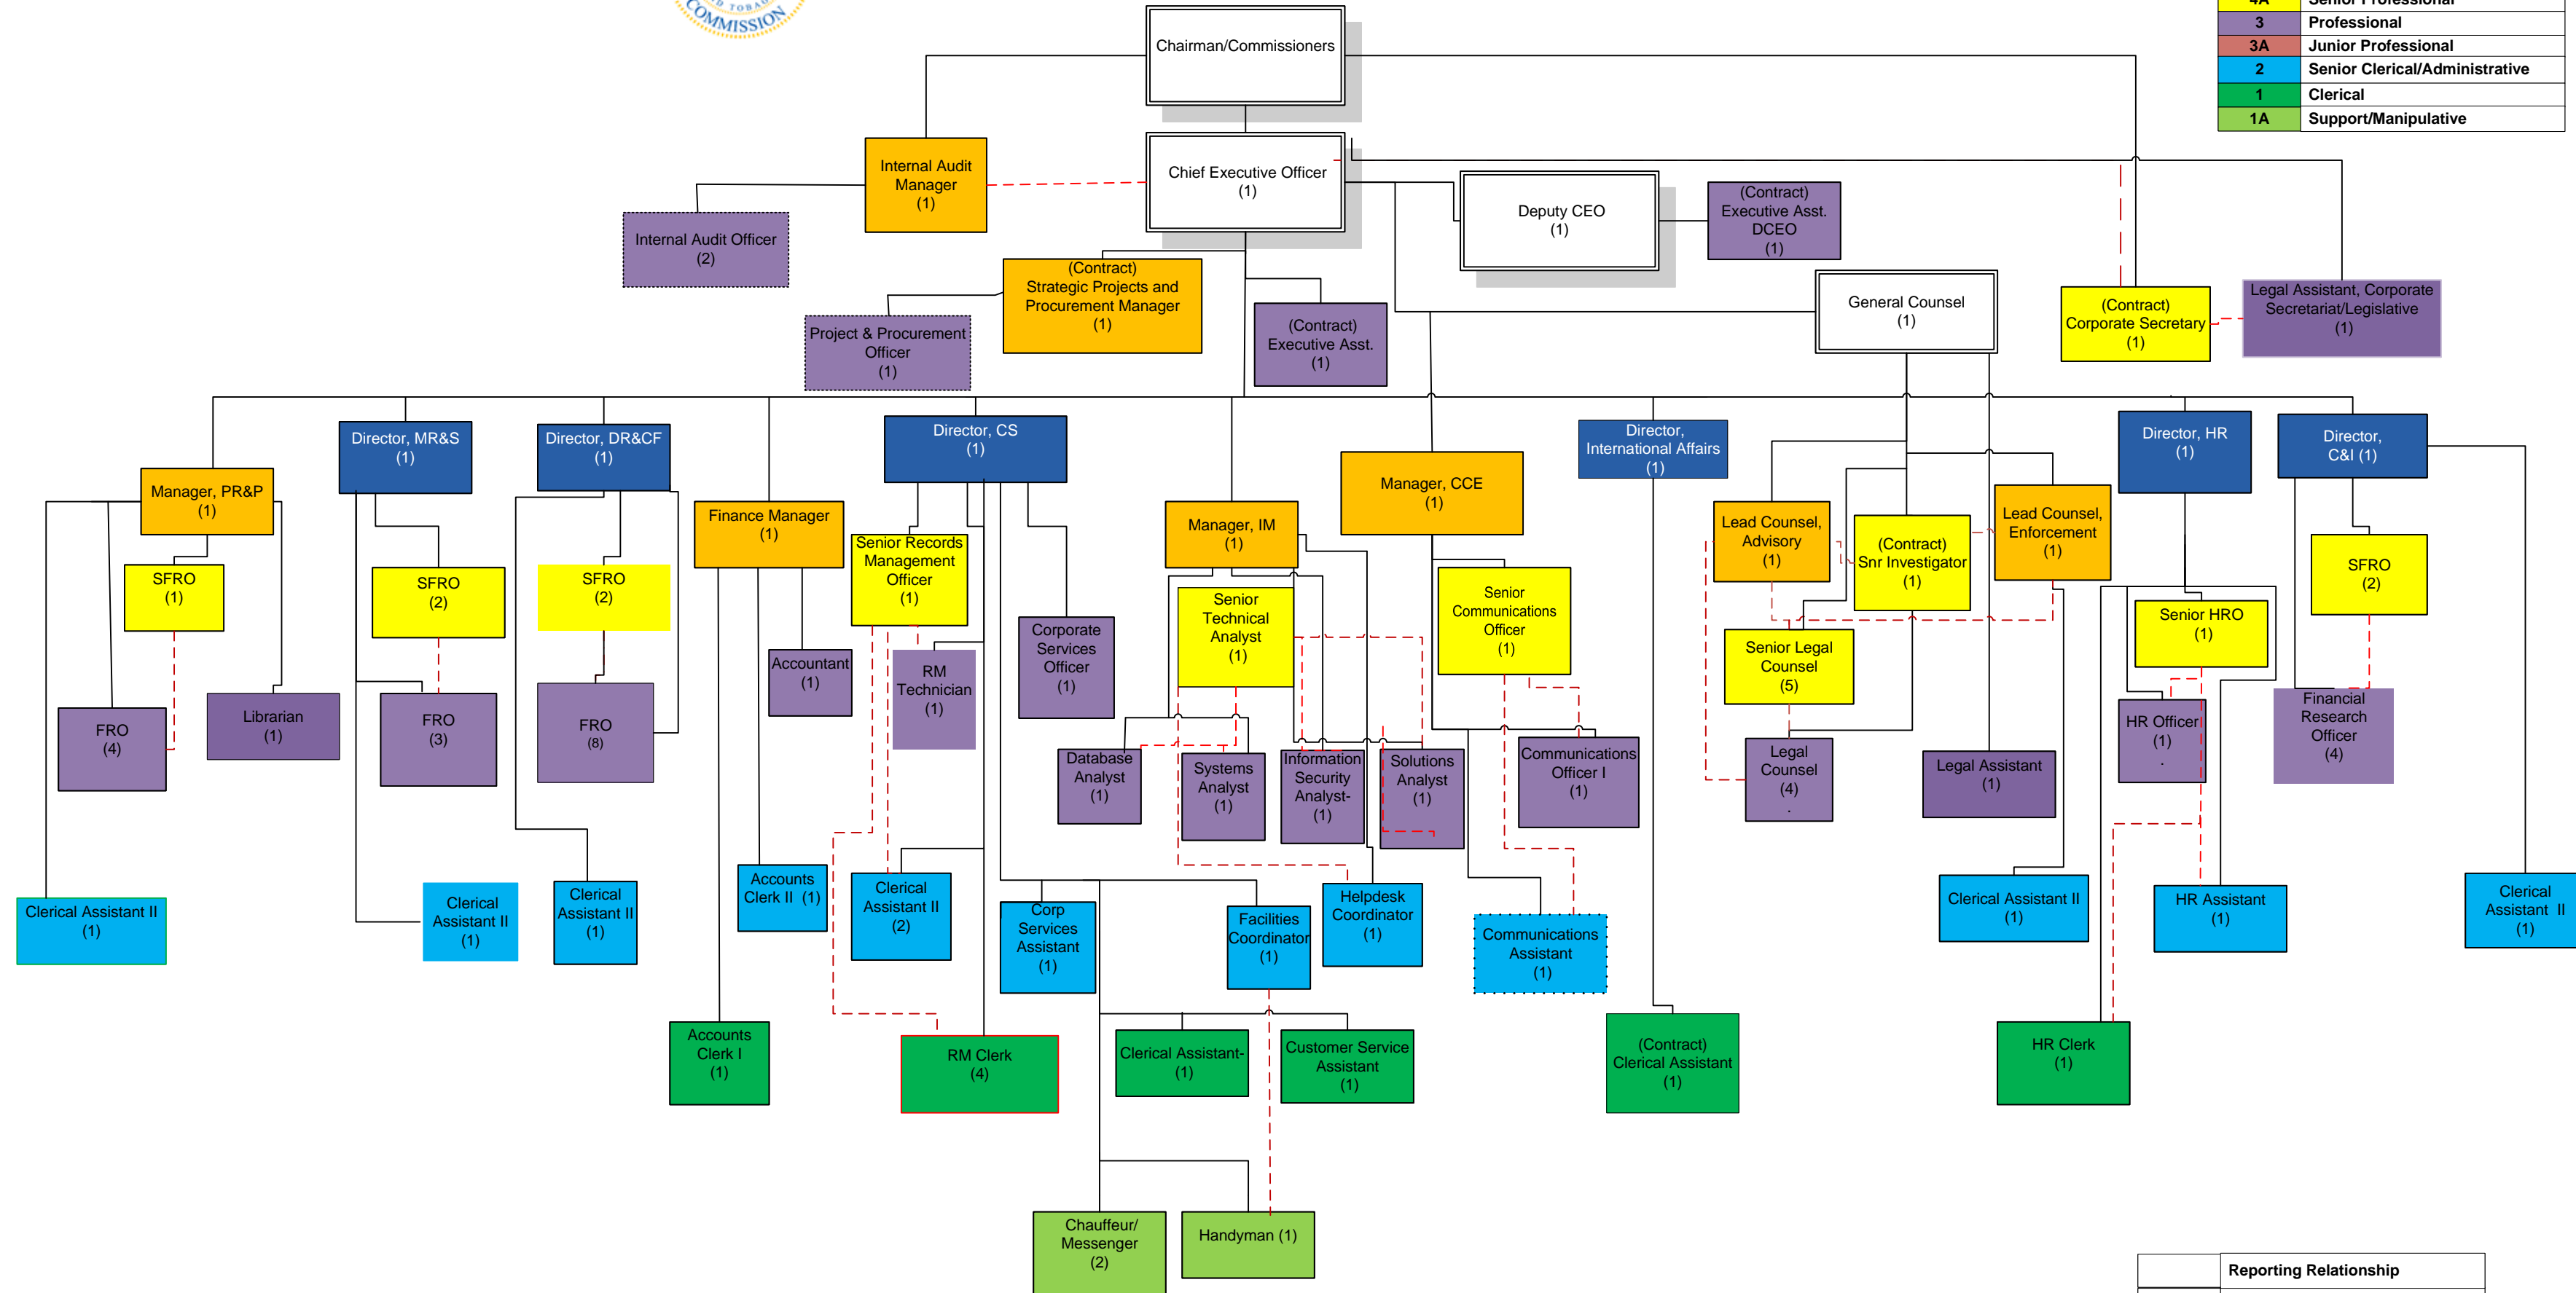 COMMISSION
4A Senior Professional
3 Professional
3A Junior Professional
2 Senior Clerical/Administrative
1 Clerical
1A Support/Manipulative
Chairman/Commissioners
Internal Audit
Manager
(1)
Chief Executive Officer
(1)
Deputy CEO
(1)
(Contract)
Executive Asst.
DCEO
(1)
Internal Audit Officer
(2)
(Contract)
Strategic Projects and
Procurement Manager
(1)
Project & Procurement
Officer
(1)
(Contract)
Executive Asst.
(1)
General Counsel
(1)
(Contract)
Corporate Secretary
(1)
Legal Assistant, Corporate
Secretariat/Legislative
(1)
Manager, PR&P
(1)
Director, MR&S
(1)
Director, DR&CF
(1)
Finance Manager
(1)
Director, CS
(1)
Manager, IM
(1)
Manager, CCE
(1)
Director,
International Affairs
(1)
Lead Counsel,
Advisory
(1)
(Contract)
Snr Investigator
(1)
Lead Counsel,
Enforcement
(1)
Director, HR
(1)
Director,
C&I (1)
SFRO
(1)
SFRO
(2)
SFRO
(2)
Senior Records
Management
Officer
(1)
Senior
Technical
Analyst
(1)
Senior
Communications
Officer
(1)
Senior Legal
Counsel
(5)
Senior HRO
(1)
SFRO
(2)
FRO
(4)
Librarian
(1)
FRO
(3)
FRO
(8)
Accountant
(1)
RM
Technician
(1)
Corporate
Services
Officer
(1)
Database
Analyst
(1)
Systems
Analyst
(1)
Information
Security
Analyst-
(1)
Solutions
Analyst
(1)
Communications
Officer I
(1)
Legal
Counsel
(4)
.
Legal Assistant
(1)
HR Officer
(1)
.
Financial
Research
Officer
(4)
Clerical Assistant II
(1)
Clerical
Assistant II
(1)
Clerical
Assistant II
(1)
Accounts
Clerk II (1)
Clerical
Assistant II
(2)
Corp
Services
Assistant
(1)
Facilities
Coordinator
(1)
Helpdesk
Coordinator
(1)
Communications
Assistant
(1)
Clerical Assistant II
(1)
HR Assistant
(1)
Clerical
Assistant II
(1)
Accounts
Clerk I
(1)
RM Clerk
(4)
Clerical Assistant-
(1)
Customer Service
Assistant
(1)
(Contract)
Clerical Assistant
(1)
HR Clerk
(1)
Chauffeur/
Messenger
(2)
Handyman (1)
Reporting Relationship